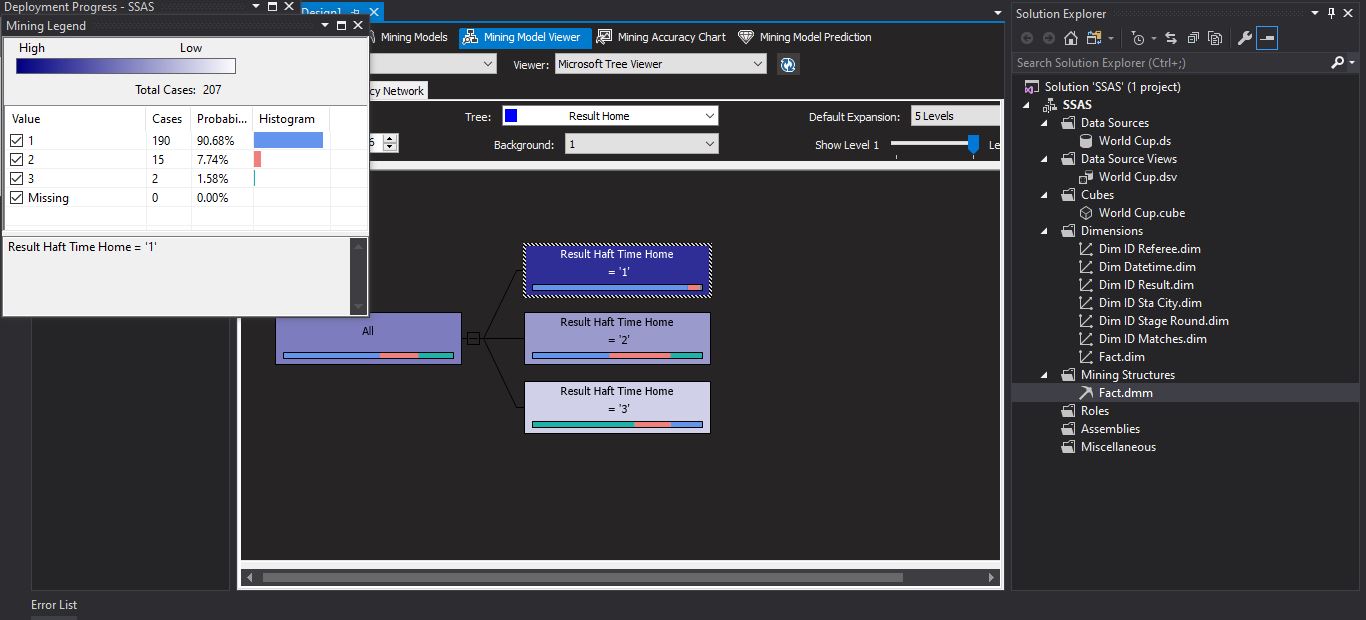 Deployment Progress - SSAS
Mining Legend
High Low
Total Cases: 207
Value Cases Probabi... Histogram
1 190 90.68%
2 15 7.74%
3 2 1.58%
Missing 0 0.00%
Result Haft Time Home = '1'
Mining Models Mining Model Viewer Mining Accuracy Chart Mining Model Prediction
Viewer: Microsoft Tree Viewer
cy Network
Tree: Result Home Default Expansion: 5 Levels
Background: 1 Show Level 1 Le
All
Result Haft Time Home
= '1'
Result Haft Time Home
= '2'
Result Haft Time Home
= '3'
Error List
Solution Explorer
Search Solution Explorer (Ctrl+;)
Solution 'SSAS' (1 project)
SSAS
Data Sources
World Cup.ds
Data Source Views
World Cup.dsv
Cubes
World Cup.cube
Dimensions
Dim ID Referee.dim
Dim Datetime.dim
Dim ID Result.dim
Dim ID Sta City.dim
Dim ID Stage Round.dim
Dim ID Matches.dim
Fact.dim
Mining Structures
Fact.dmm
Roles
Assemblies
Miscellaneous